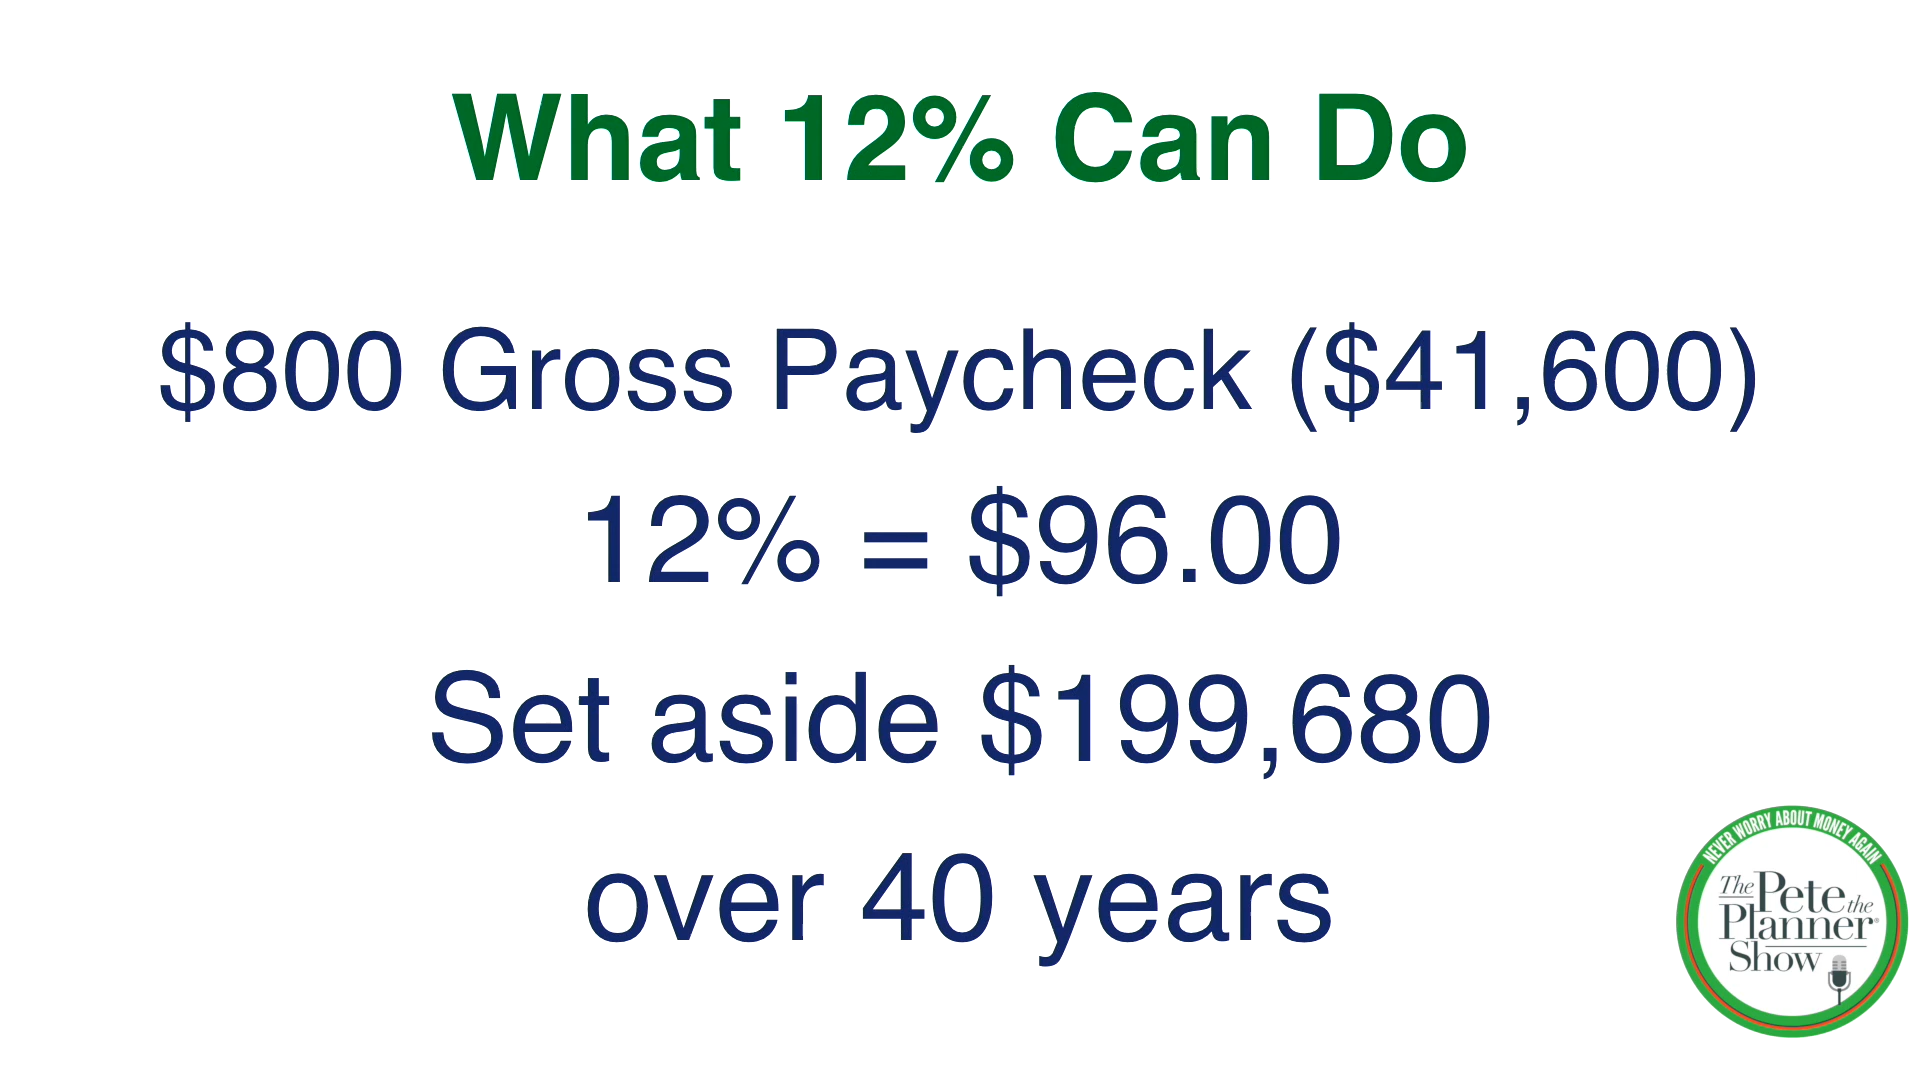 What 12% Can Do
$800 Gross Paycheck ($41,600)
12% = $96.00
Set aside $199,680
over 40 years
NEVER WORRY ABOUT MONEY AGAIN
The Pete the
Planner®
Show